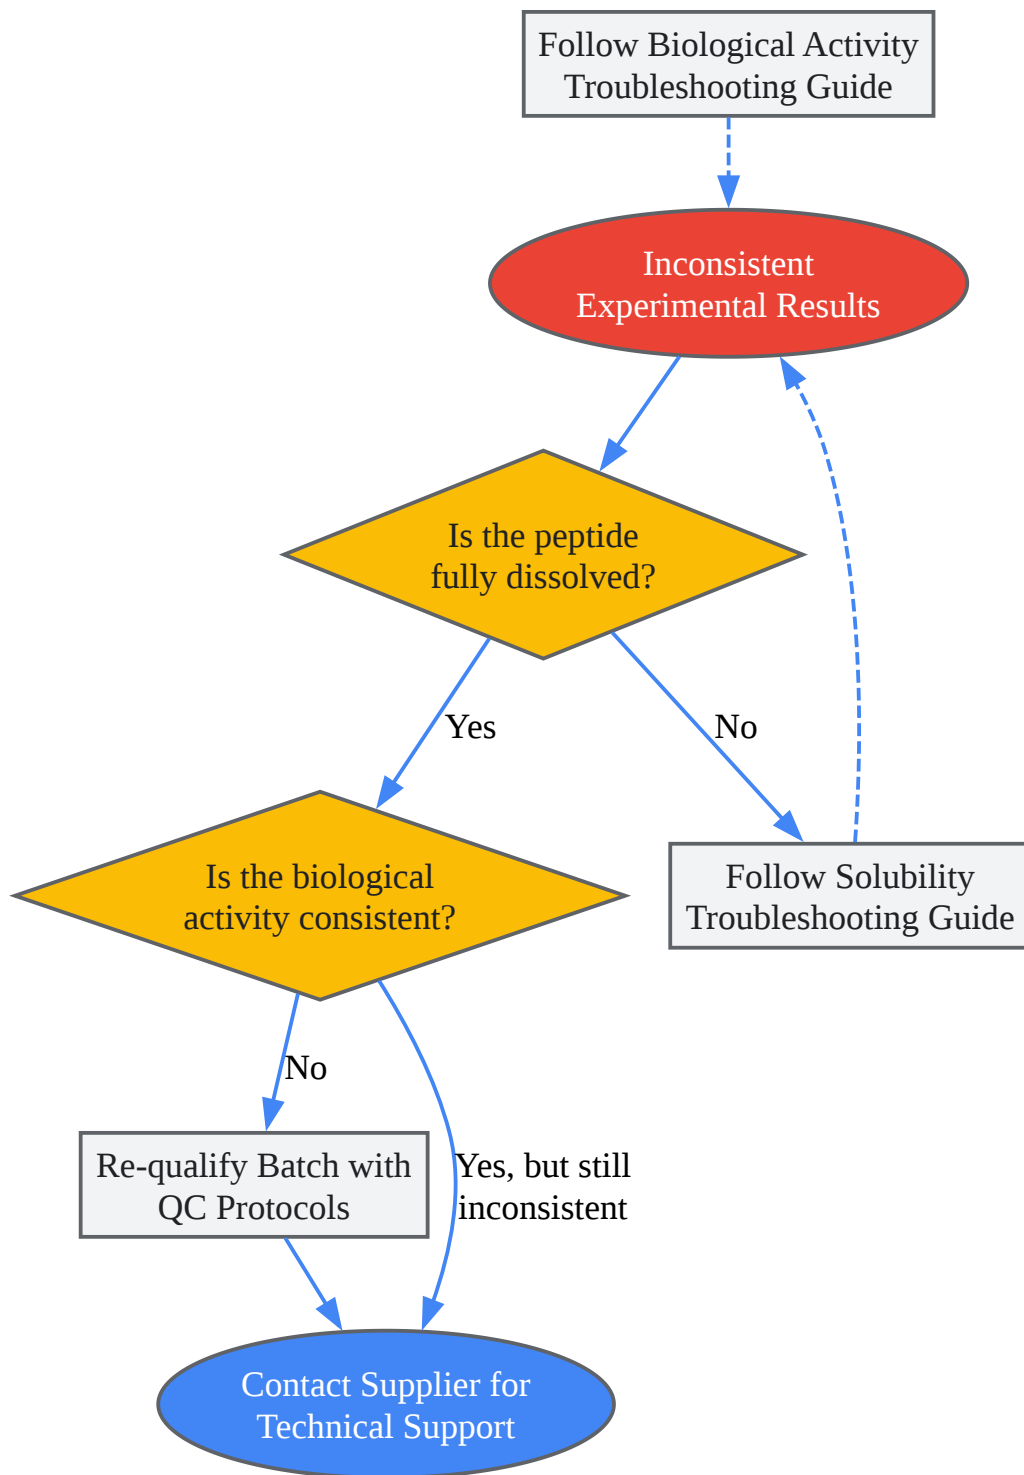 Follow Biological Activity
Troubleshooting Guide
Inconsistent
Experimental Results
Is the peptide
fully dissolved?
Yes
No
Is the biological
activity consistent?
Follow Solubility
Troubleshooting Guide
No
Re-qualify Batch with
QC Protocols
Yes, but still
inconsistent
Contact Supplier for
Technical Support